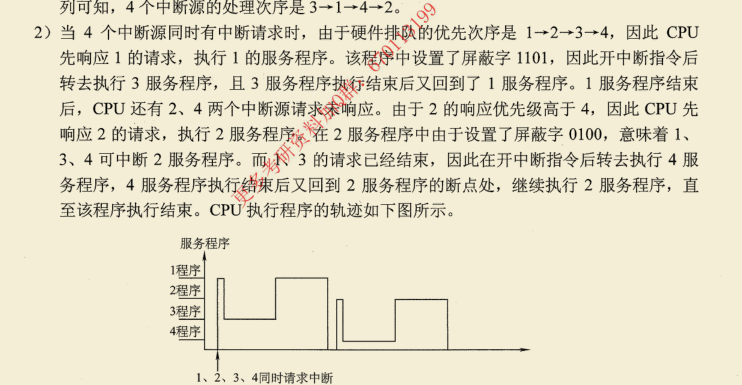 列可知，4个中断源的处理次序是 3→1→4→2。
2）当 4 个中断源同时有中断请求时，由于硬件排队的优先次序是 1→2→3→4，因此 CPU
先响应 1 的请求，执行 1 的服务程序。该程序中设置了屏蔽字 1101，因此开中断指令后
转去执行 3 服务程序，且 3 服务程序执行结束后又回到了 1 服务程序。1 服务程序结束
后，CPU 还有 2、4 两个中断源请求未响应。由于 2 的响应优先级高于 4，因此 CPU 先
响应 2 的请求，执行 2 服务程序。在 2 服务程序中由于设置了屏蔽字 0100，意味着 1、
3、4 可中断 2 服务程序。而 1、3 的请求已经结束，因此在开中断指令后转去执行 4 服
务程序，4 服务程序执行结束后又回到 2 服务程序的断点处，继续执行 2 服务程序，直
至该程序执行结束。CPU 执行程序的轨迹如下图所示。
服务程序
1程序
2程序
3程序
4程序
1、2、3、4同时请求中断